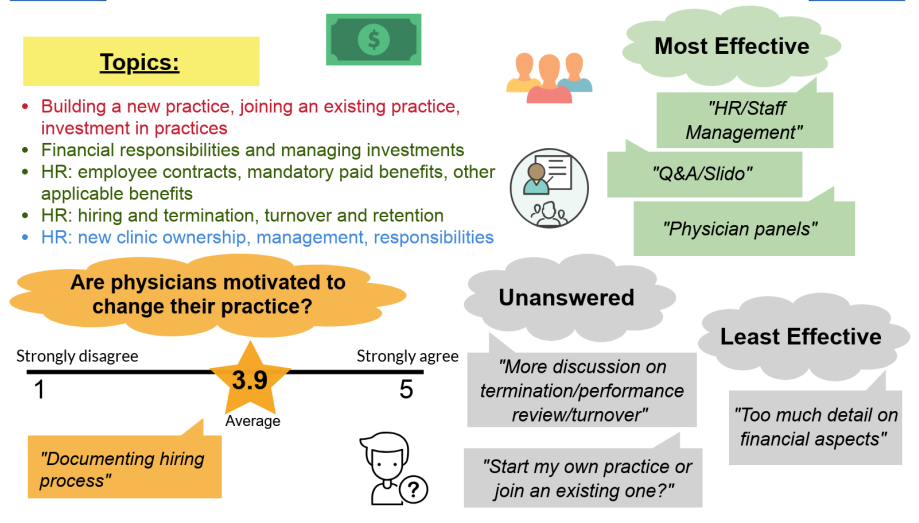 Topics:
Building a new practice, joining an existing practice,
investment in practices
Financial responsibilities and managing investments
HR: employee contracts, mandatory paid benefits, other
applicable benefits
HR: hiring and termination, turnover and retention
HR: new clinic ownership, management, responsibilities
$
Most Effective
"HR/Staff
Management"
"Q&A/Slido"
"Physician panels"
Are physicians motivated to
change their practice?
Strongly disagree
Strongly agree
1
3.9
5
Average
"Documenting hiring
process"
?
Unanswered
"More discussion on
termination/performance
review/turnover"
"Start my own practice or
join an existing one?"
Least Effective
"Too much detail on
financial aspects"